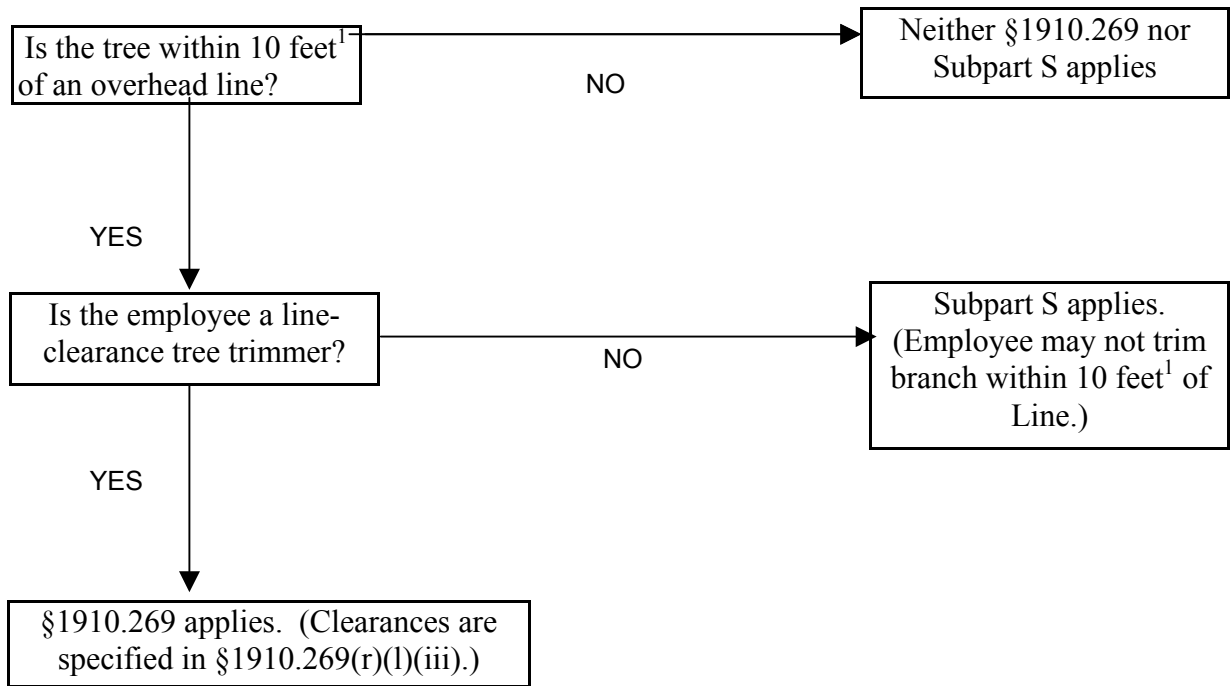 Is the tree within 10 feet¹
of an overhead line?
NO
Neither §1910.269 nor
Subpart S applies
YES
Is the employee a line-
clearance tree trimmer?
NO
Subpart S applies.
(Employee may not trim
branch within 10 feet¹ of
Line.)
YES
§1910.269 applies. (Clearances are
specified in §1910.269(r)(l)(iii).)